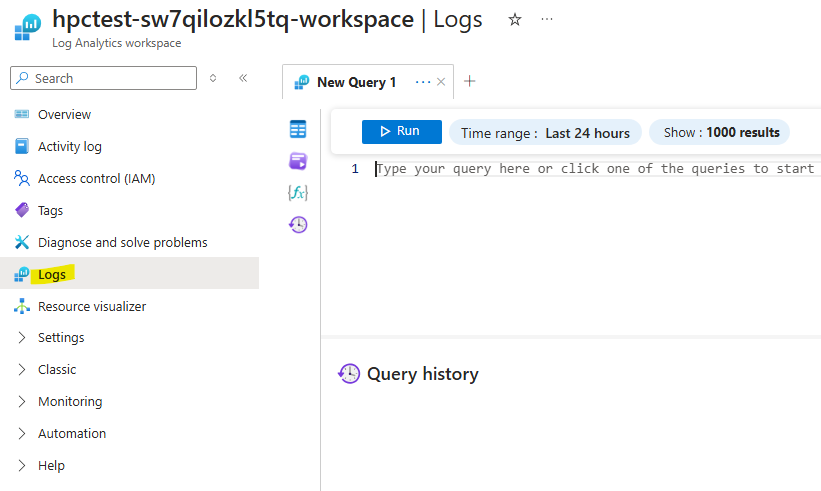 hpctest-sw7qilozkl5tq-workspace | Logs
Log Analytics workspace
Search
Overview
Activity log
Access control (IAM)
Tags
Diagnose and solve problems
Logs
Resource visualizer
Settings
Classic
Monitoring
Automation
Help
New Query 1
Run
Time range : Last 24 hours
Show : 1000 results
{fx}
1 Type your query here or click one of the queries to start
Query history